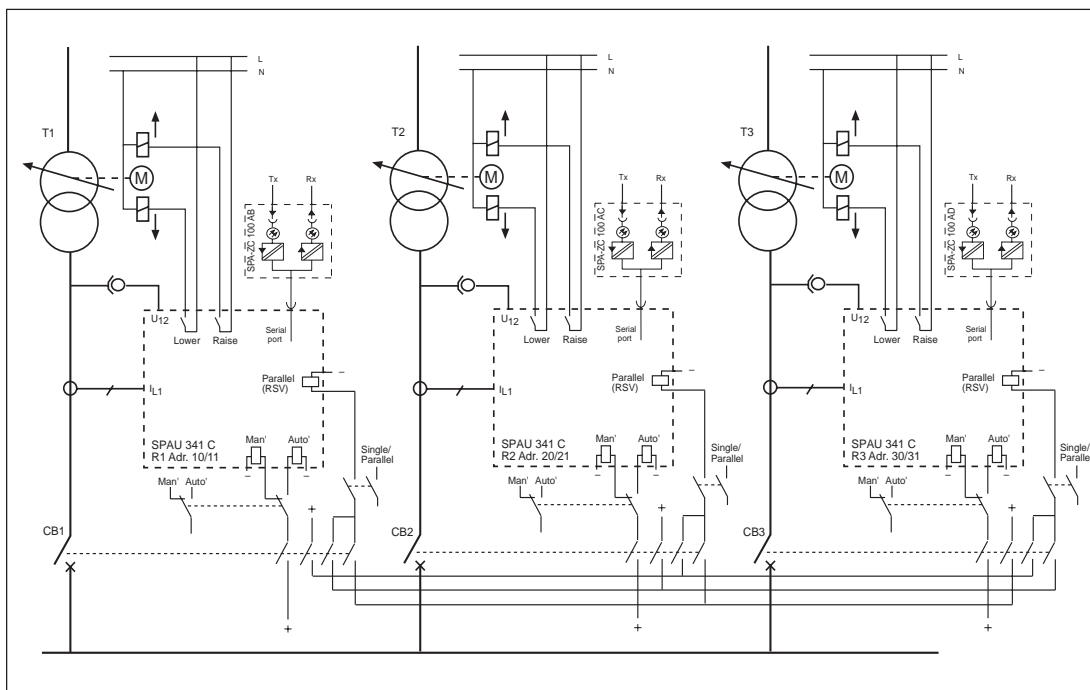 L
N
T1
M
Tx
Rx
SPA-ZC 100 AB
U12
Lower
Raise
Serial
port
Parallel
(RSV)
–
IL1
SPAU 341 C
R1 Adr. 10/11
Man'
Auto'
–
–
Single/
Parallel
Man'
Auto'
+
CB1
+
L
N
T2
M
Tx
Rx
SPA-ZC 100 AC
U12
Lower
Raise
Serial
port
Parallel
(RSV)
–
IL1
SPAU 341 C
R2 Adr. 20/21
Man'
Auto'
–
–
Single/
Parallel
Man'
Auto'
+
CB2
+
L
N
T3
M
Tx
Rx
SPA-ZC 100 AD
U12
Lower
Raise
Serial
port
Parallel
(RSV)
–
IL1
SPAU 341 C
R3 Adr. 30/31
Man'
Auto'
–
–
Single/
Parallel
Man'
Auto'
+
CB3
+